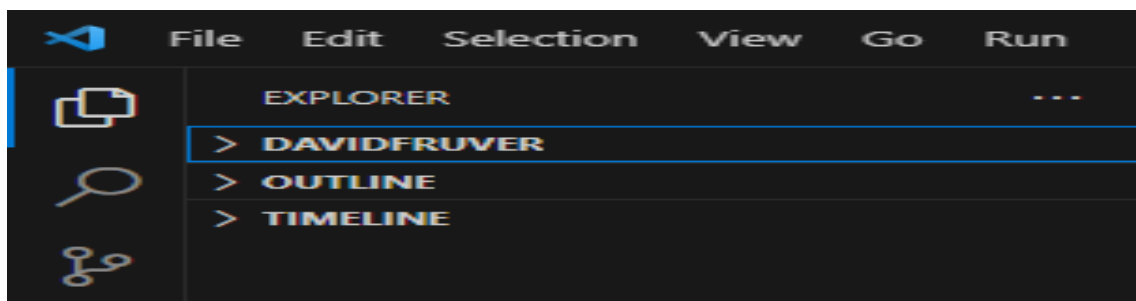 File Edit Selection View Go Run
EXPLORER ...
> DAVIDFRUVER
> OUTLINE
> TIMELINE